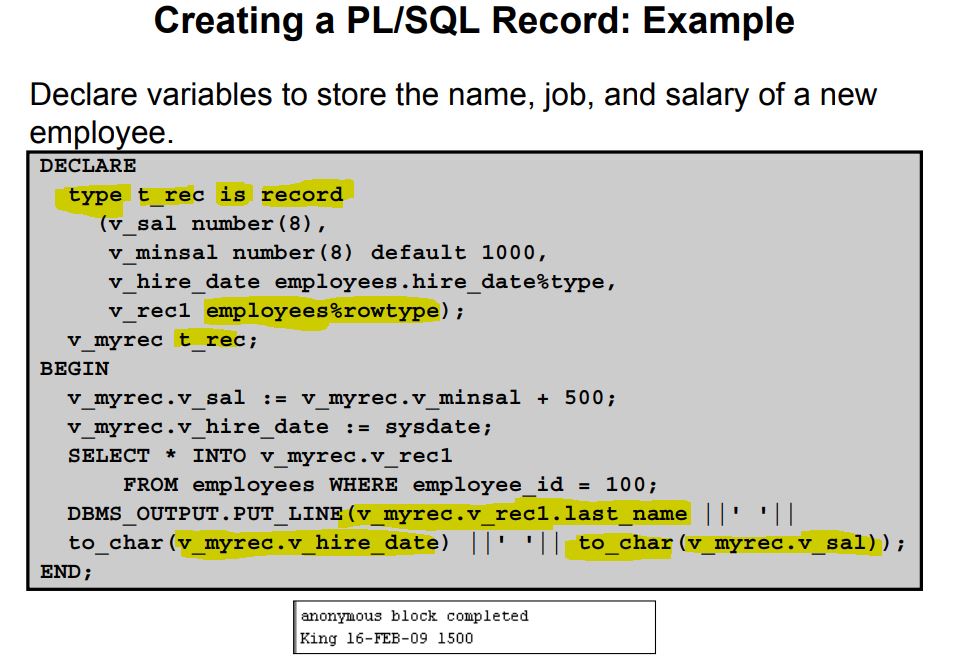 Creating a PL/SQL Record: Example
Declare variables to store the name, job, and salary of a new
employee.
DECLARE
type t_rec is record
(v_sal number(8),
v_minsal number(8) default 1000,
v_hire_date employees.hire_date%type,
v_rec1 employees%rowtype);
v_myrec t_rec;
BEGIN
v_myrec.v_sal := v_myrec.v_minsal + 500;
v_myrec.v_hire_date := sysdate;
SELECT * INTO v_myrec.v_rec1
FROM employees WHERE employee_id = 100;
DBMS_OUTPUT.PUT_LINE(v_myrec.v_rec1.last_name ||' '||
to_char(v_myrec.v_hire_date) ||' '|| to_char(v_myrec.v_sal));
END;
anonymous block completed
King 16-FEB-09 1500